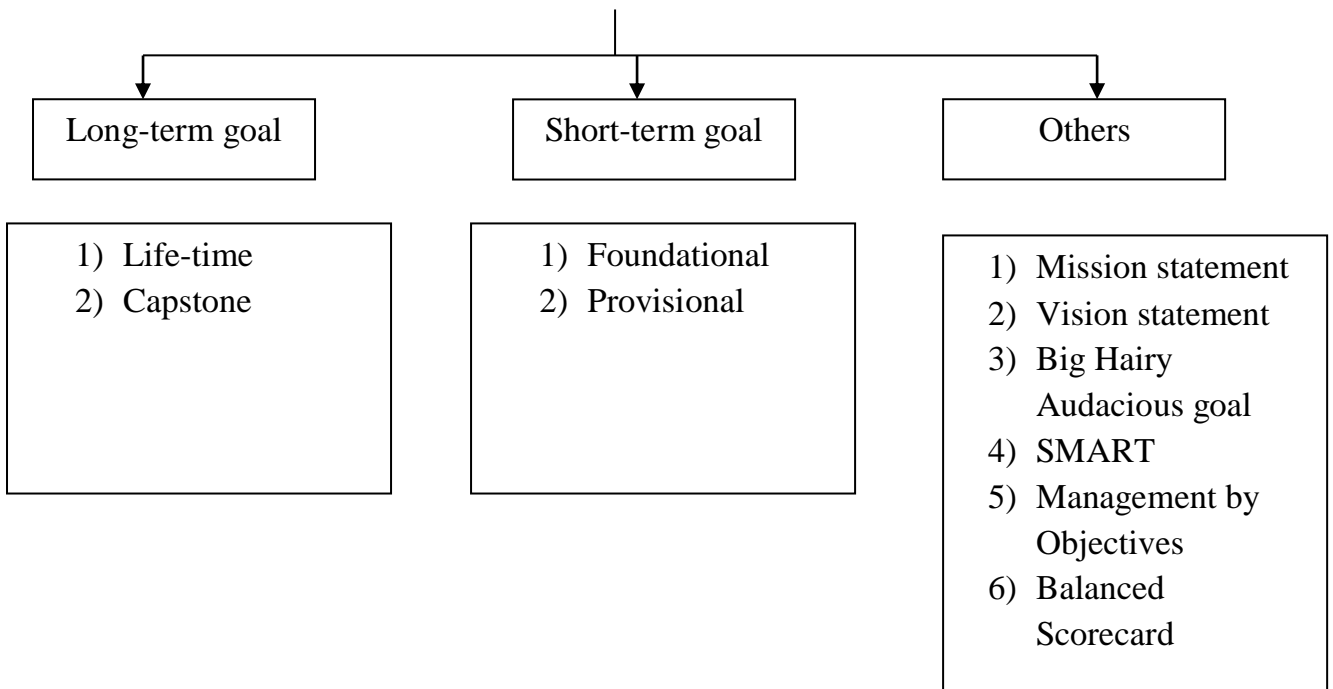 Long-term goal
Short-term goal
Others
1) Life-time
2) Capstone
1) Foundational
2) Provisional
1) Mission statement
2) Vision statement
3) Big Hairy
Audacious goal
4) SMART
5) Management by
Objectives
6) Balanced
Scorecard